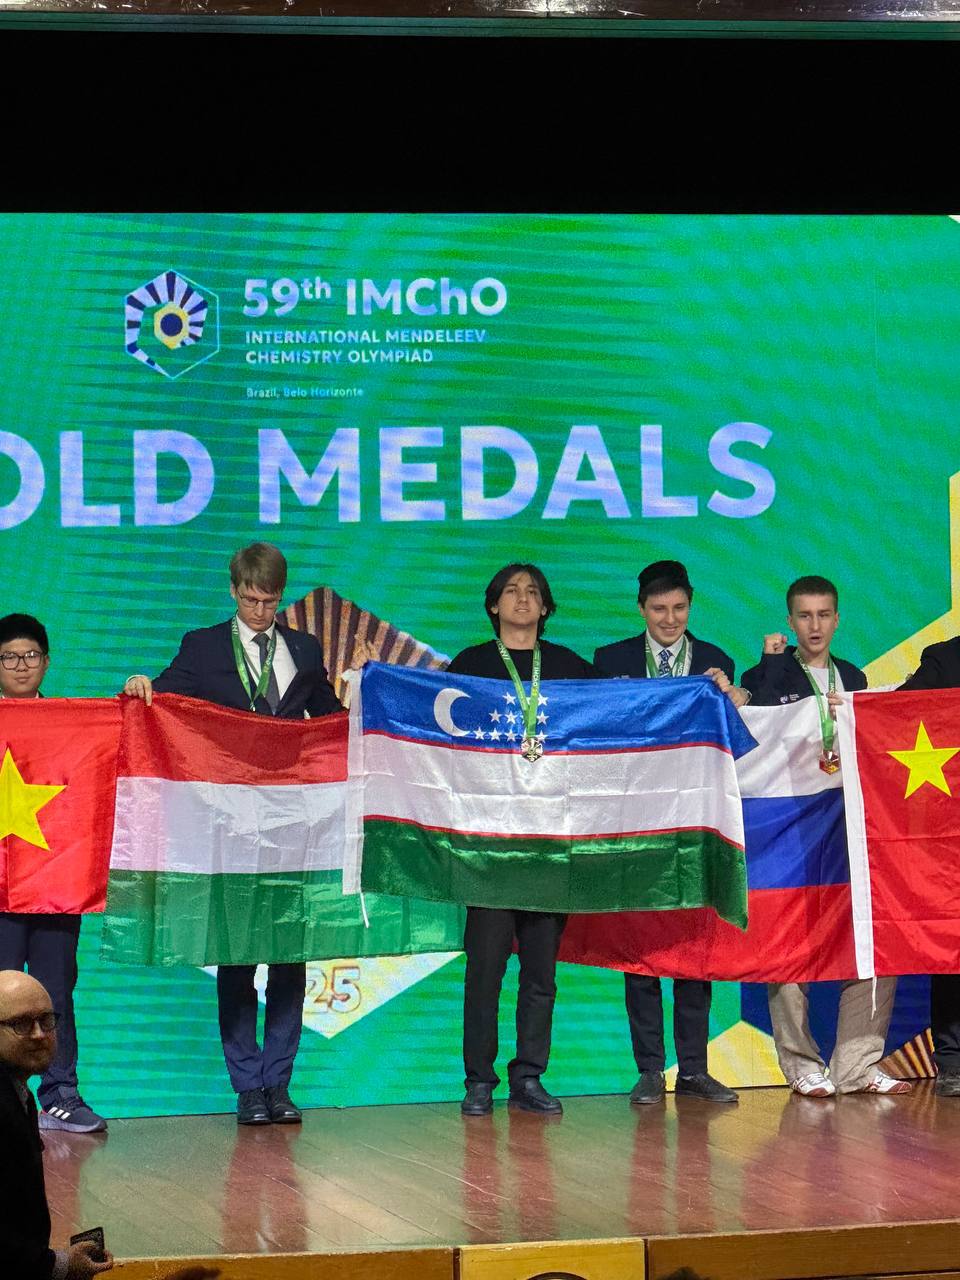 59th IMChO
INTERNATIONAL MENDELEEV
CHEMISTRY OLYMPIAD
Brazil, Belo Horizonte
OLD MEDALS
25